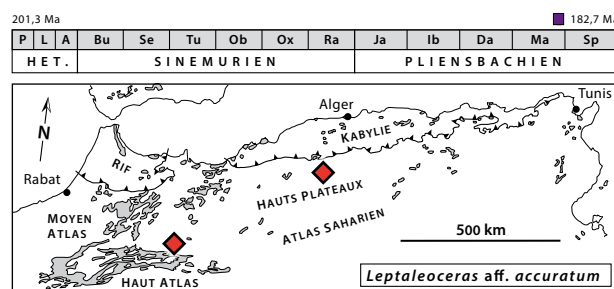 201,3 Ma 182,7 Ma
P L A Bu Se Tu Ob Ox Ra Ja Ib Da Ma Sp
HET. SINEMURIEN PLIENSBACHIEN
Tunis
Alger
N
KABYLIE
RIF
Rabat
HAUTS PLATEAUX
MOYEN
ATLAS
ATLAS SAHARIEN
500 km
HAUT ATLAS
Leptaleoceras aff. accuratum